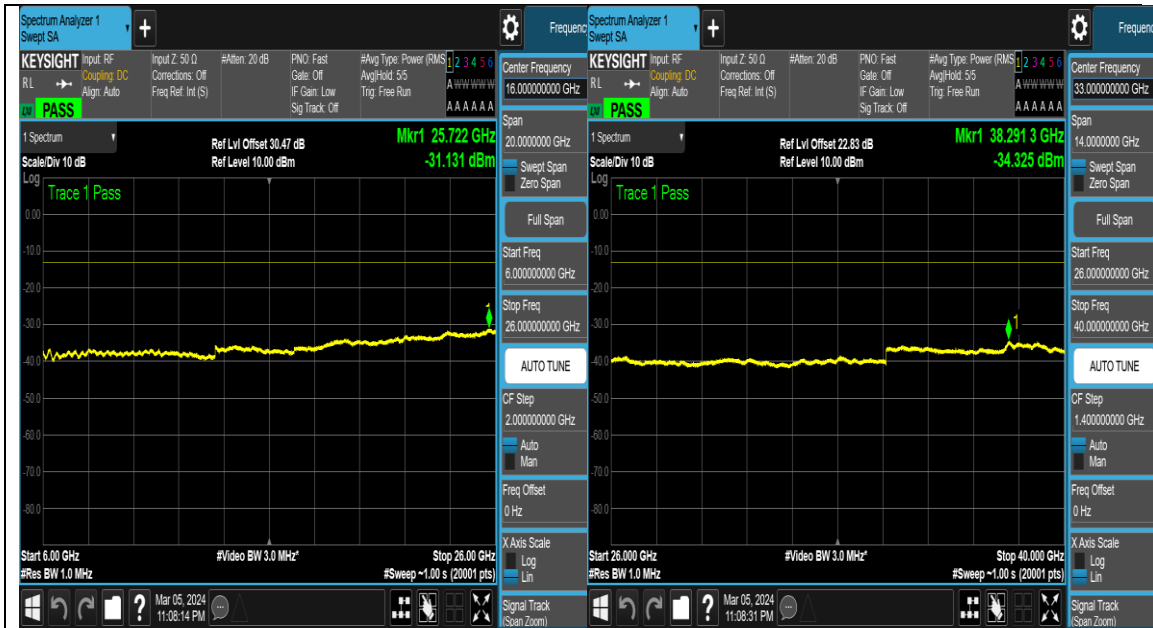 Spectrum Analyzer 1
Swept SA
+
Frequenc
KEYSIGHT
RL
PASS
Input: RF
Coupling: DC
Align: Auto
Input Z: 50 Ω
Corrections: Off
Freq Ref: Int (S)
#Atten: 20 dB
PNO: Fast
Gate: Off
IF Gain: Low
Sig Track: Off
#Avg Type: Power (RMS
Avg|Hold: 5/5
Trig: Free Run
1 2 3 4 5 6
A W W W W W
A A A A A A
Center Frequency
16.000000000 GHz
Span
20.0000000 GHz
Swept Span
Zero Span
Full Span
Start Freq
6.000000000 GHz
Stop Freq
26.000000000 GHz
AUTO TUNE
CF Step
2.000000000 GHz
Auto
Man
Freq Offset
0 Hz
X Axis Scale
Log
Lin
Signal Track
(Span Zoom)
1 Spectrum
Scale/Div 10 dB
Log
Ref Lvl Offset 30.47 dB
Ref Level 10.00 dBm
Mkr1 25.722 GHz
-31.131 dBm
Trace 1 Pass
0.00
-10.0
-20.0
-30.0
-40.0
-50.0
-60.0
-70.0
-80.0
1
Start 6.00 GHz
#Res BW 1.0 MHz
#Video BW 3.0 MHz*
Stop 26.00 GHz
#Sweep ~1.00 s (20001 pts)
?
Mar 05, 2024
11:08:14 PM
Spectrum Analyzer 1
Swept SA
+
Frequenc
KEYSIGHT
RL
PASS
Input: RF
Coupling: DC
Align: Auto
Input Z: 50 Ω
Corrections: Off
Freq Ref: Int (S)
#Atten: 20 dB
PNO: Fast
Gate: Off
IF Gain: Low
Sig Track: Off
#Avg Type: Power (RMS
Avg|Hold: 5/5
Trig: Free Run
1 2 3 4 5 6
A W W W W W
A A A A A A
Center Frequency
33.000000000 GHz
Span
14.0000000 GHz
Swept Span
Zero Span
Full Span
Start Freq
26.000000000 GHz
Stop Freq
40.000000000 GHz
AUTO TUNE
CF Step
1.400000000 GHz
Auto
Man
Freq Offset
0 Hz
X Axis Scale
Log
Lin
Signal Track
(Span Zoom)
1 Spectrum
Scale/Div 10 dB
Log
Ref Lvl Offset 22.83 dB
Ref Level 10.00 dBm
Mkr1 38.291 3 GHz
-34.325 dBm
Trace 1 Pass
0.00
-10.0
-20.0
-30.0
-40.0
-50.0
-60.0
-70.0
-80.0
1
Start 26.000 GHz
#Res BW 1.0 MHz
#Video BW 3.0 MHz*
Stop 40.000 GHz
#Sweep ~1.00 s (20001 pts)
?
Mar 05, 2024
11:08:31 PM